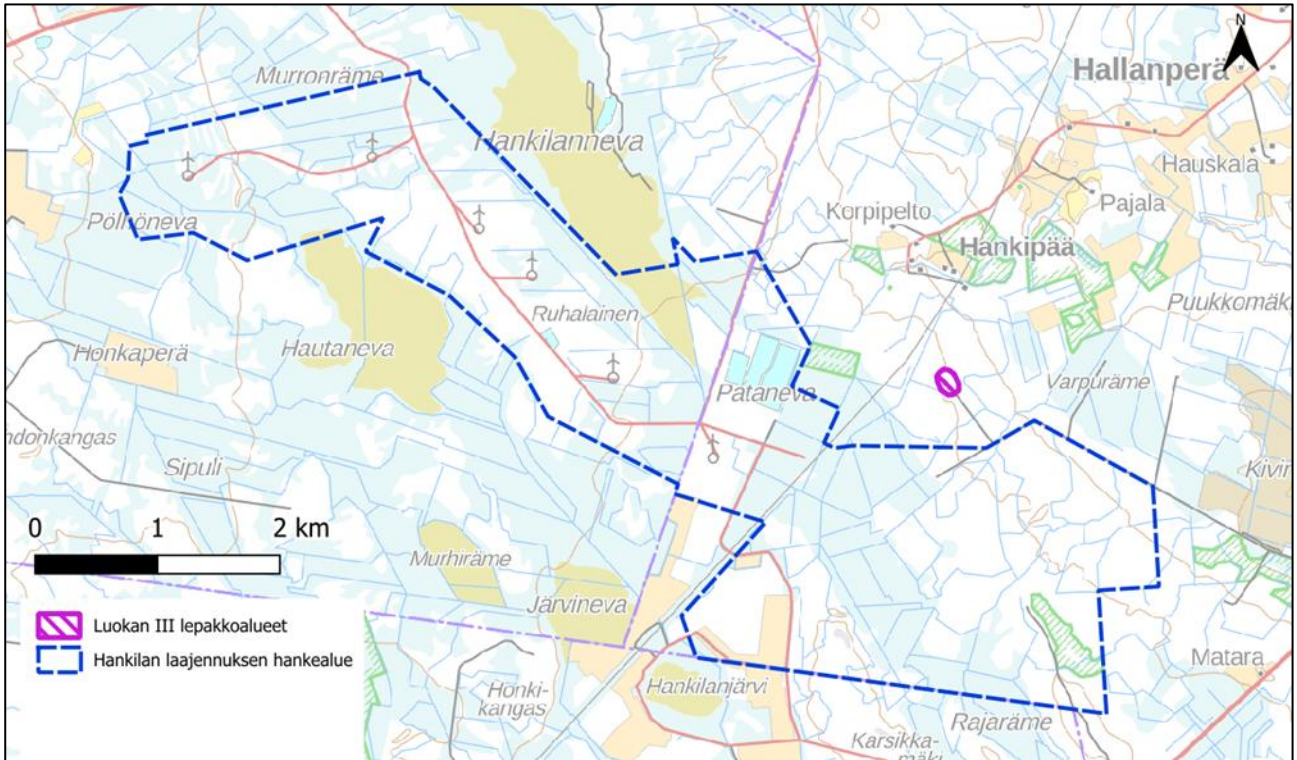 N
Murronräme
Hallanperä
Hankilanneva
Hauskala
Pajala
Pölhöneva
Korpipelto
Hankipää
Puukkomäk
Ruhalainen
Honkaperä
Hautaneva
Pataneva
Varpuräme
ndonkangas
Sipuli
Kivir
0 1 2 km
Murhiräme
Järvineva
Luokan III lepakkoalueet
Hankilan laajennuksen hankealue
Matara
Honki-
kangas
Hankilanjärvi
Rajaräme
Karsikka-
mäki